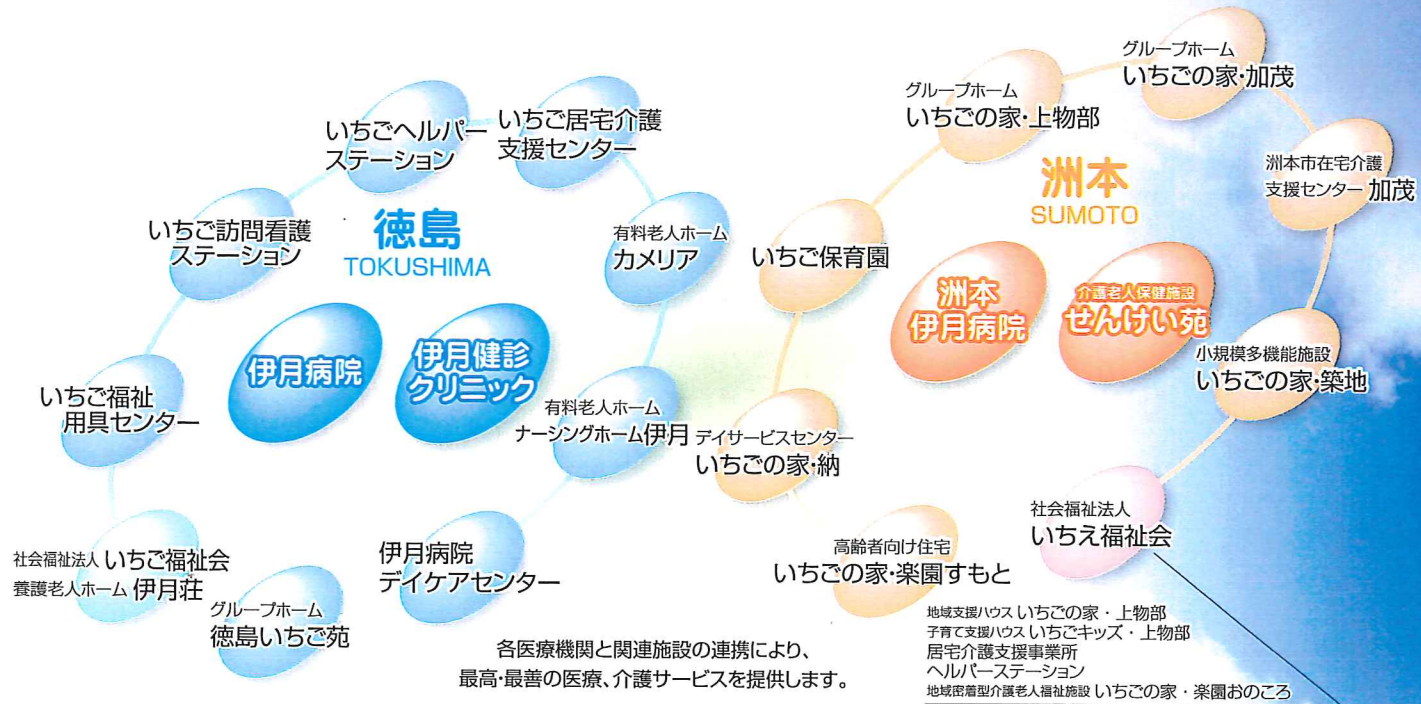 徳島
TOKUSHIMA
伊月病院
伊月健診
クリニック
いちごヘルパー
ステーション
いちご居宅介護
支援センター
いちご訪問看護
ステーション
有料老人ホーム
カメリア
いちご福祉
用具センター
有料老人ホーム
ナーシングホーム伊月
社会福祉法人 いちご福祉会
養護老人ホーム 伊月荘
グループホーム
徳島いちご苑
伊月病院
デイケアセンター
洲本
SUMOTO
洲本
伊月病院
介護老人保健施設
せんけい苑
グループホーム
いちごの家・上物部
グループホーム
いちごの家・加茂
洲本市在宅介護
支援センター 加茂
いちご保育園
小規模多機能施設
いちごの家・築地
デイサービスセンター
いちごの家・納
高齢者向け住宅
いちごの家・楽園すもと
社会福祉法人
いちえ福祉会
地域支援ハウス いちごの家・上物部
子育て支援ハウス いちごキッズ・上物部
居宅介護支援事業所
ヘルパーステーション
地域密着型介護老人福祉施設 いちごの家・楽園おのころ
各医療機関と関連施設の連携により、
最高・最善の医療、介護サービスを提供します。